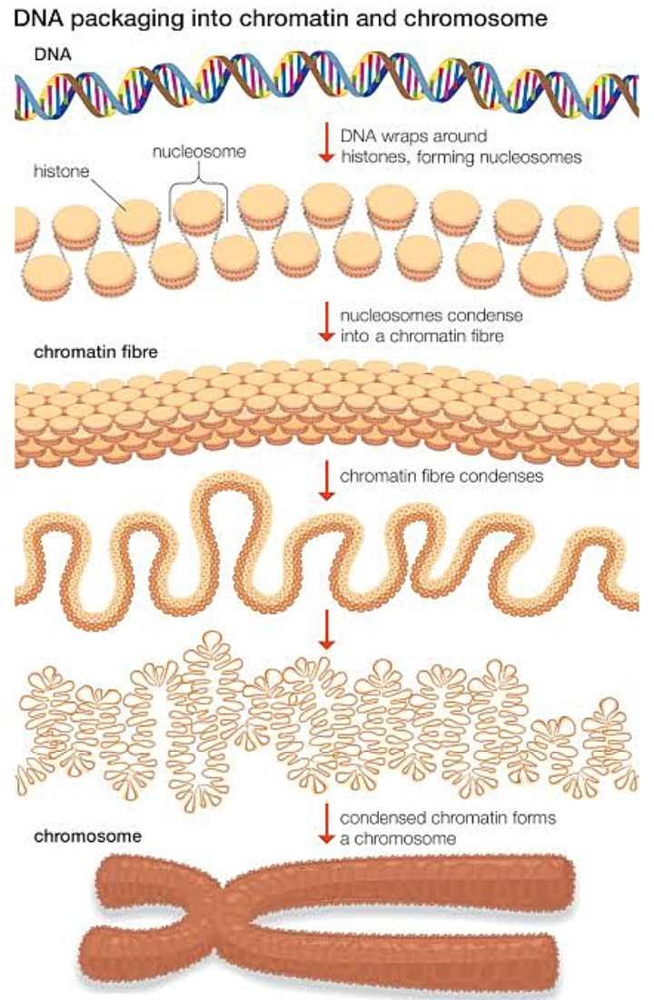 DNA packaging into chromatin and chromosome
DNA
DNA wraps around
histones, forming nucleosomes
nucleosome
histone
nucleosomes condense
into a chromatin fibre
chromatin fibre
chromatin fibre condenses
condensed chromatin forms
a chromosome
chromosome